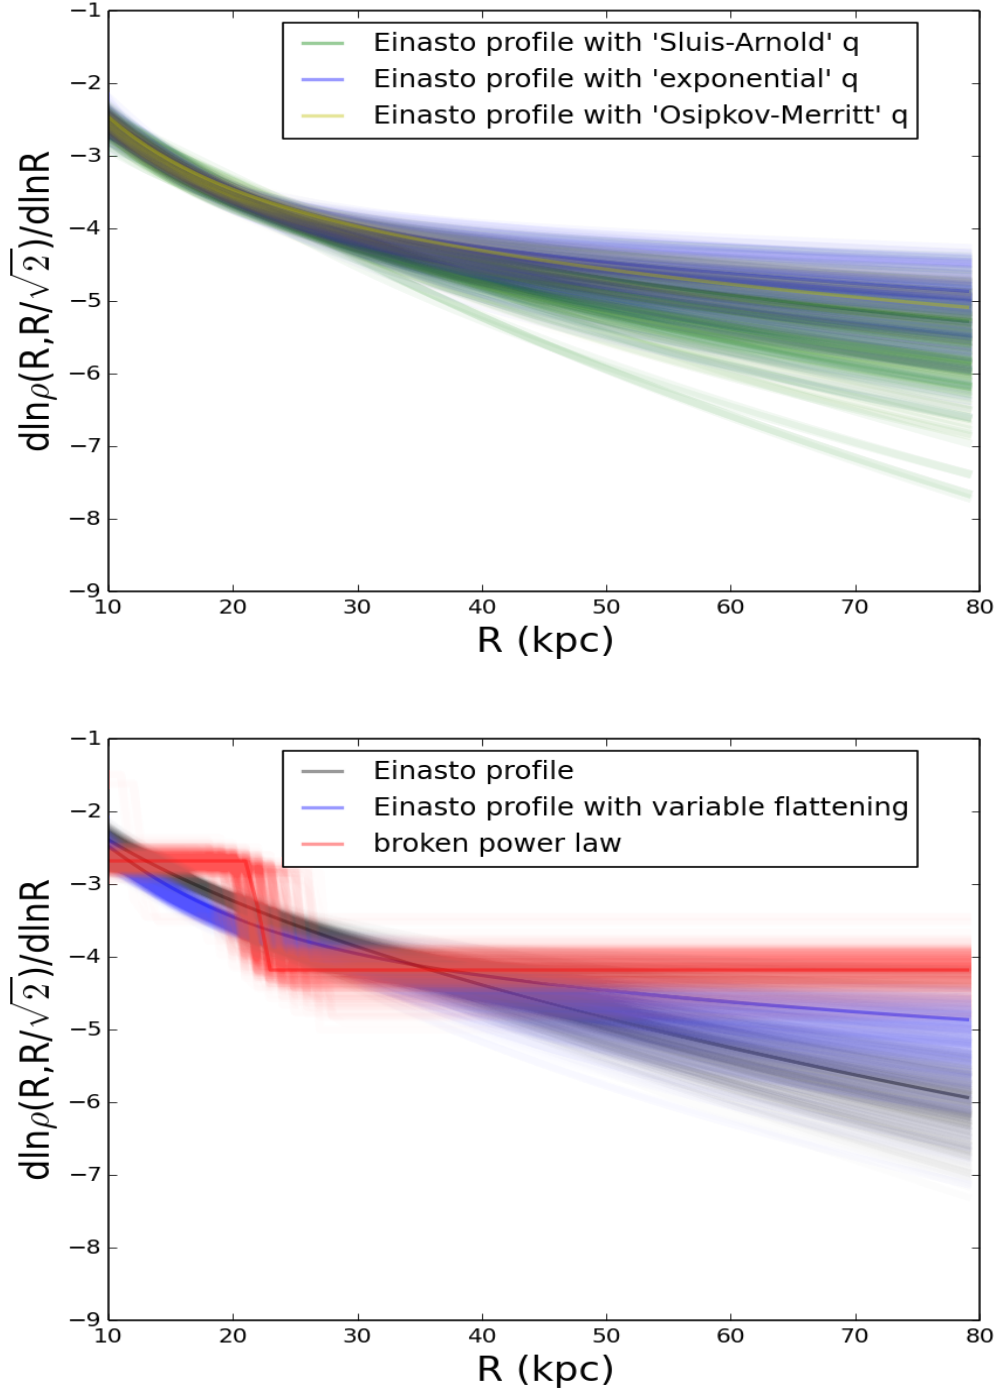 −1
−2
−3
−4
−5
−6
−7
−8
−9
dlnρ(R,R/√2)/dlnR
Einasto profile with 'Sluis-Arnold' q
Einasto profile with 'exponential' q
Einasto profile with 'Osipkov-Merritt' q
10 20 30 40 50 60 70 80
R (kpc)
−1
−2
−3
−4
−5
−6
−7
−8
−9
dlnρ(R,R/√2)/dlnR
Einasto profile
Einasto profile with variable flattening
broken power law
10 20 30 40 50 60 70 80
R (kpc)